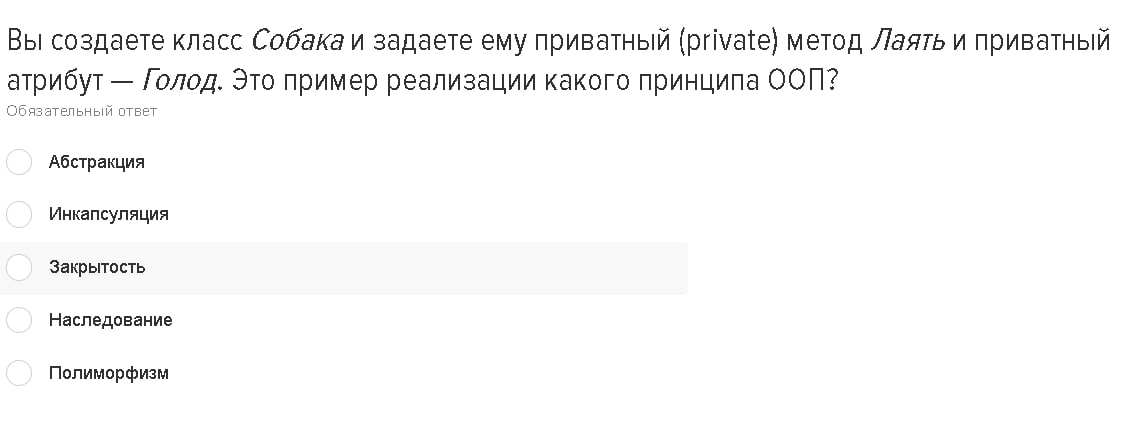 Вы создаете класс Собака и задаете ему приватный (private) метод Лаять и приватный
атрибут — Голод. Это пример реализации какого принципа ООП?
Обязательный ответ
Абстракция
Инкапсуляция
Закрытость
Наследование
Полиморфизм